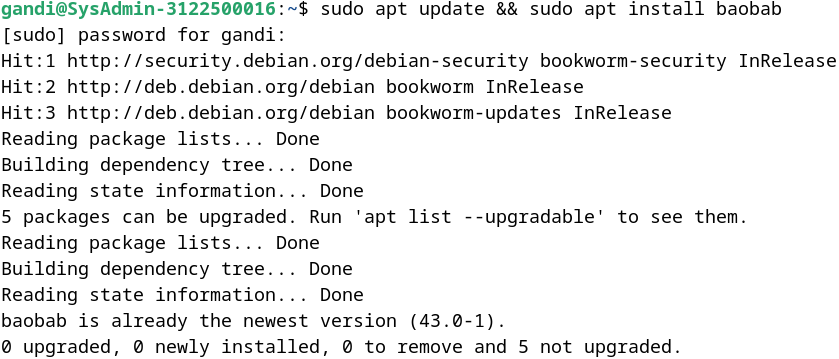 gandi@SysAdmin-3122500016:~$ sudo apt update && sudo apt install baobab
[sudo] password for gandi:
Hit:1 http://security.debian.org/debian-security bookworm-security InRelease
Hit:2 http://deb.debian.org/debian bookworm InRelease
Hit:3 http://deb.debian.org/debian bookworm-updates InRelease
Reading package lists... Done
Building dependency tree... Done
Reading state information... Done
5 packages can be upgraded. Run 'apt list --upgradable' to see them.
Reading package lists... Done
Building dependency tree... Done
Reading state information... Done
baobab is already the newest version (43.0-1).
0 upgraded, 0 newly installed, 0 to remove and 5 not upgraded.